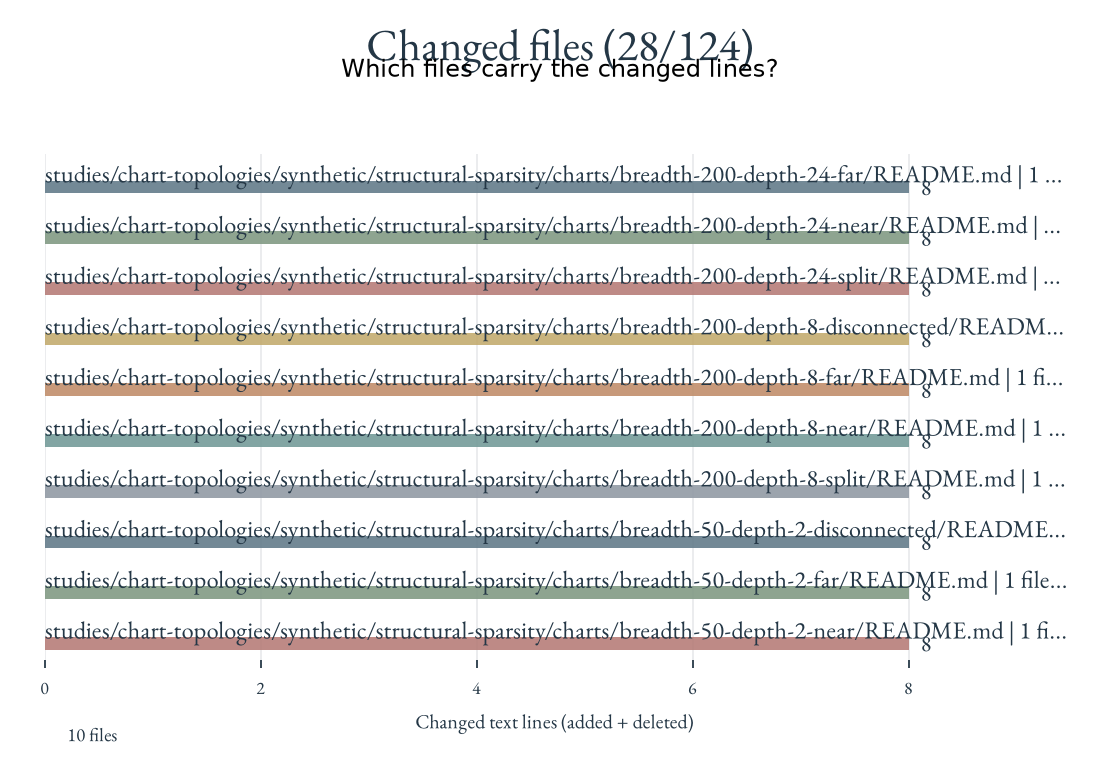 Changed files (28/124)
Which files carry the changed lines?
studies/chart-topologies/synthetic/structural-sparsity/charts/breadth-200-depth-24-far/README.md | 1 ...
8
studies/chart-topologies/synthetic/structural-sparsity/charts/breadth-200-depth-24-near/README.md | ...
8
studies/chart-topologies/synthetic/structural-sparsity/charts/breadth-200-depth-24-split/README.md | ...
8
studies/chart-topologies/synthetic/structural-sparsity/charts/breadth-200-depth-8-disconnected/READM...
8
studies/chart-topologies/synthetic/structural-sparsity/charts/breadth-200-depth-8-far/README.md | 1 fi...
8
studies/chart-topologies/synthetic/structural-sparsity/charts/breadth-200-depth-8-near/README.md | 1 ...
8
studies/chart-topologies/synthetic/structural-sparsity/charts/breadth-200-depth-8-split/README.md | 1 ...
8
studies/chart-topologies/synthetic/structural-sparsity/charts/breadth-50-depth-2-disconnected/README...
8
studies/chart-topologies/synthetic/structural-sparsity/charts/breadth-50-depth-2-far/README.md | 1 file...
8
studies/chart-topologies/synthetic/structural-sparsity/charts/breadth-50-depth-2-near/README.md | 1 fi...
8
0 2 4 6 8
Changed text lines (added + deleted)
10 files